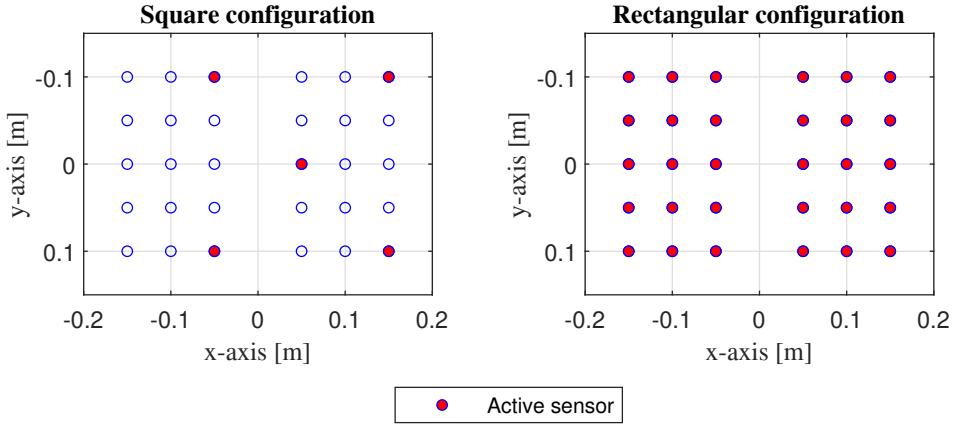 Square configuration
Rectangular configuration
y-axis [m]
-0.1
0
0.1
-0.2
-0.1
0
0.1
0.2
x-axis [m]
y-axis [m]
-0.1
0
0.1
-0.2
-0.1
0
0.1
0.2
x-axis [m]
Active sensor